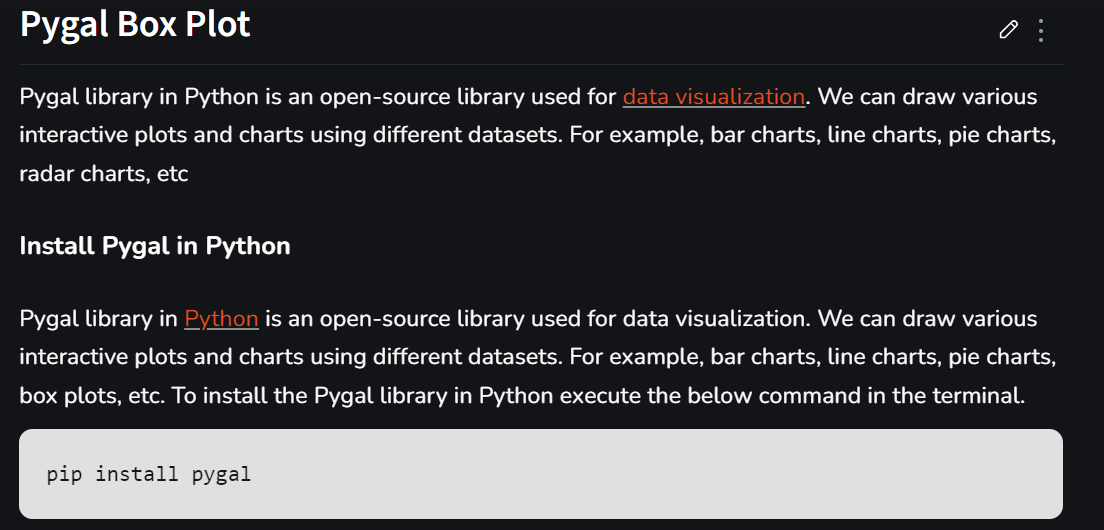 Pygal Box Plot
Pygal library in Python is an open-source library used for data visualization. We can draw various
interactive plots and charts using different datasets. For example, bar charts, line charts, pie charts,
radar charts, etc
Install Pygal in Python
Pygal library in Python is an open-source library used for data visualization. We can draw various
interactive plots and charts using different datasets. For example, bar charts, line charts, pie charts,
box plots, etc. To install the Pygal library in Python execute the below command in the terminal.
pip install pygal